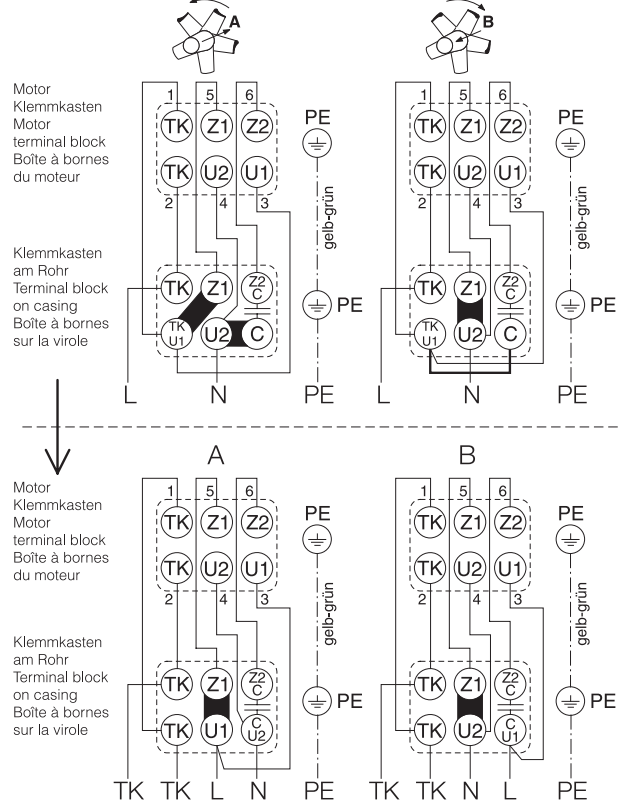 A
B
1 5 6
1 5 6
Motor
Klemmkasten
Motor
terminal block
Boîte à bornes
du moteur
TK Z1 Z2
PE
TK Z1 Z2
PE
TK U2 U1
TK U2 U1
2 4 3
2 4 3
gelb-grün
gelb-grün
Klemmkasten
am Rohr
Terminal block
on casing
Boîte à bornes
sur la virole
TK Z1 Z2 C
PE
TK Z1 Z2 C
PE
TK U1 U2 C
TK U1 U2 C
L N PE
L N PE
A
B
1 5 6
1 5 6
Motor
Klemmkasten
Motor
terminal block
Boîte à bornes
du moteur
TK Z1 Z2
PE
TK Z1 Z2
PE
TK U2 U1
TK U2 U1
2 4 3
2 4 3
gelb-grün
gelb-grün
Klemmkasten
am Rohr
Terminal block
on casing
Boîte à bornes
sur la virole
TK Z1 Z2 C
PE
TK Z1 Z2 C
PE
TK U1 C U2
TK U2 C U1
TK TK L N PE
TK TK N L PE